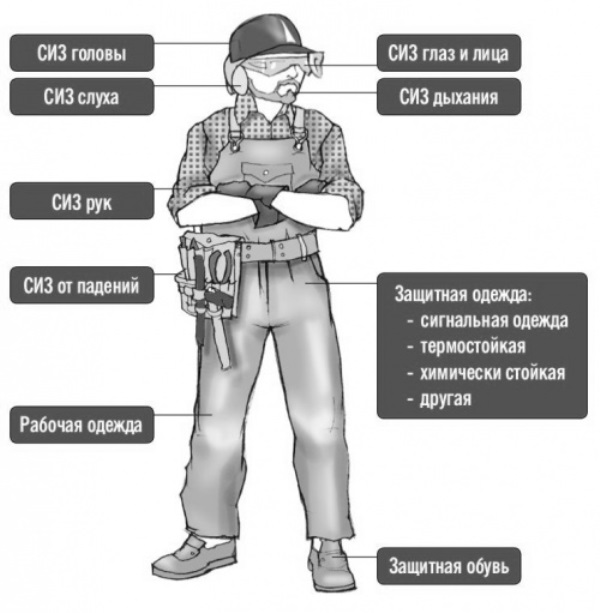 СИЗ головы
СИЗ глаз и лица
СИЗ слуха
СИЗ дыхания
СИЗ рук
СИЗ от падений
Защитная одежда:
- сигнальная одежда
- термостойкая
- химически стойкая
- другая
Рабочая одежда
Защитная обувь